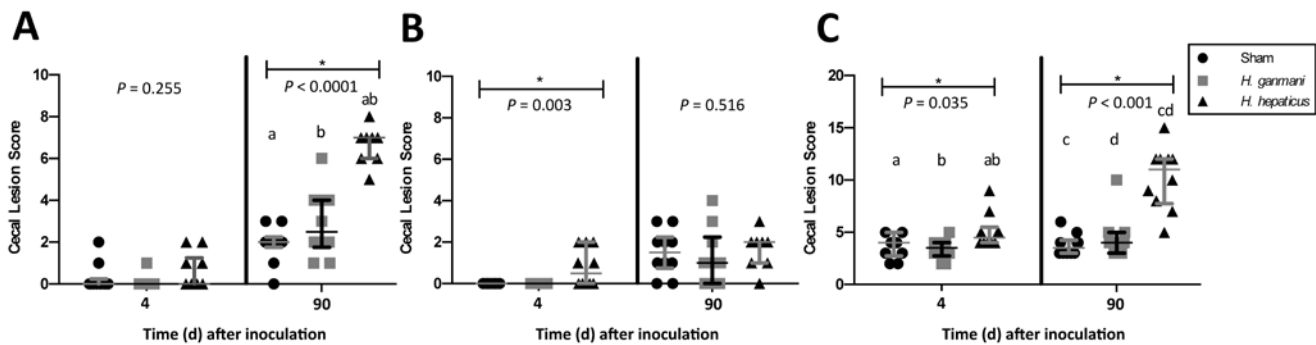 A
Cecal Lesion Score
10
8
6
4
2
0
P = 0.255
*
P < 0.0001
a
b
ab
4
90
Time (d) after inoculation
B
Cecal Lesion Score
10
8
6
4
2
0
*
P = 0.003
P = 0.516
4
90
Time (d) after inoculation
C
Cecal Lesion Score
20
15
10
5
0
*
P = 0.035
a
b
ab
*
P < 0.001
c
d
cd
4
90
Time (d) after inoculation
Sham
H. ganmani
H. hepaticus